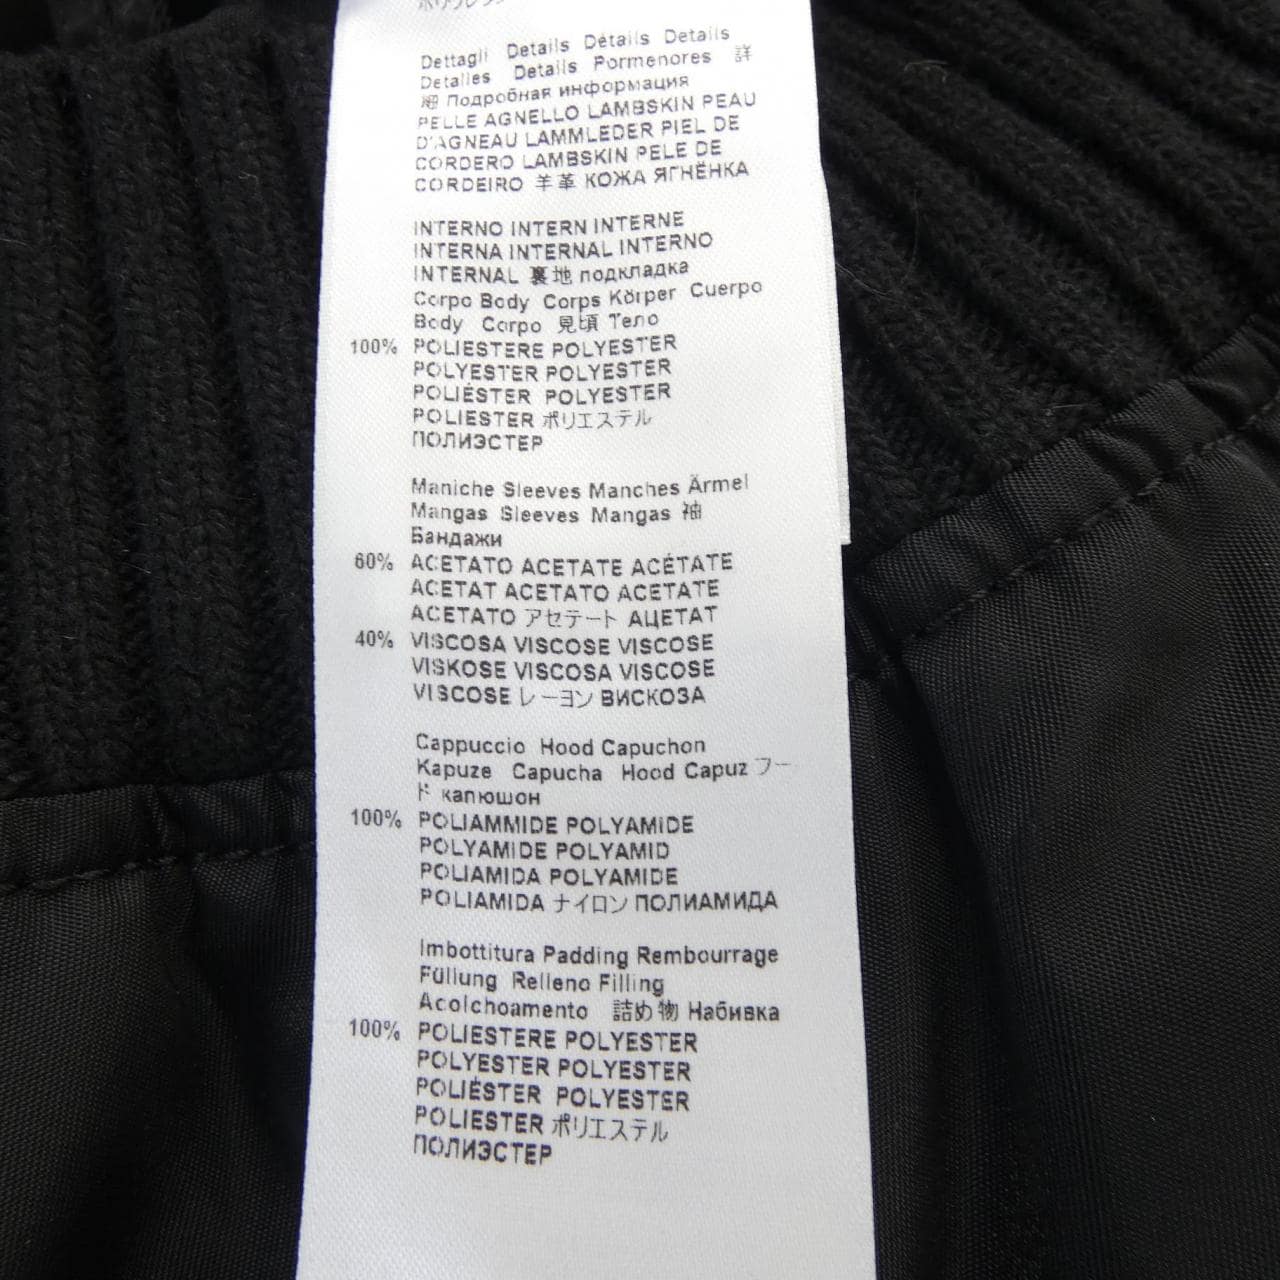 ポリウレタン
Dettagli Details Détails Details
Detalles Details Pormenores 詳
細 Подробная информация
PELLE AGNELLO LAMBSKIN PEAU
D'AGNEAU LAMMLEDER PIEL DE
CORDERO LAMBSKIN PELE DE
CORDEIRO 羊革 КОЖА ЯГНЁНКА
INTERNO INTERN INTERNE
INTERNA INTERNAL INTERNO
INTERNAL 裏地 подкладка
Corpo Body Corps Körper Cuerpo
Body Corpo 見頃 Тело
100% POLIESTERE POLYESTER
POLYESTER POLYESTER
POLIÉSTER POLYESTER
POLIESTER ポリエステル
ПОЛИЭСТЕР
Maniche Sleeves Manches Ärmel
Mangas Sleeves Mangas 袖
Бандажи
60% ACETATO ACETATE ACÉTATE
ACETAT ACETATO ACETATE
ACETATO アセテート АЦЕТАТ
40% VISCOSA VISCOSE VISCOSE
VISKOSE VISCOSA VISCOSE
VISCOSE レーヨン ВИСКОЗА
Cappuccio Hood Capuchon
Kapuze Capucha Hood Capuz フー
ド капюшон
100% POLIAMMIDE POLYAMIDE
POLYAMIDE POLYAMID
POLIAMIDA POLYAMIDE
POLIAMIDA ナイロン ПОЛИАМИДА
Imbottitura Padding Rembourrage
Füllung Relleno Filling
Acolchoamento 詰め物 Набивка
100% POLIESTERE POLYESTER
POLYESTER POLYESTER
POLIÉSTER POLYESTER
POLIESTER ポリエステル
ПОЛИЭСТЕР